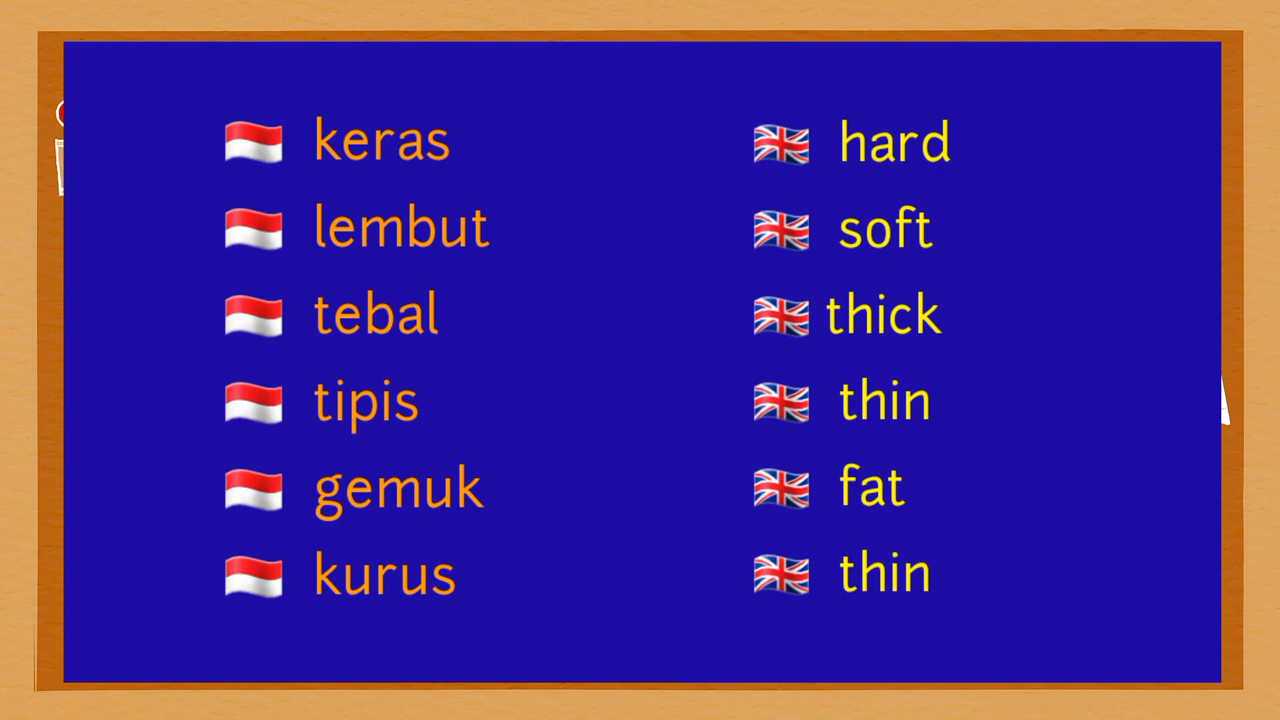 keras hard
lembut soft
tebal thick
tipis thin
gemuk fat
kurus thin